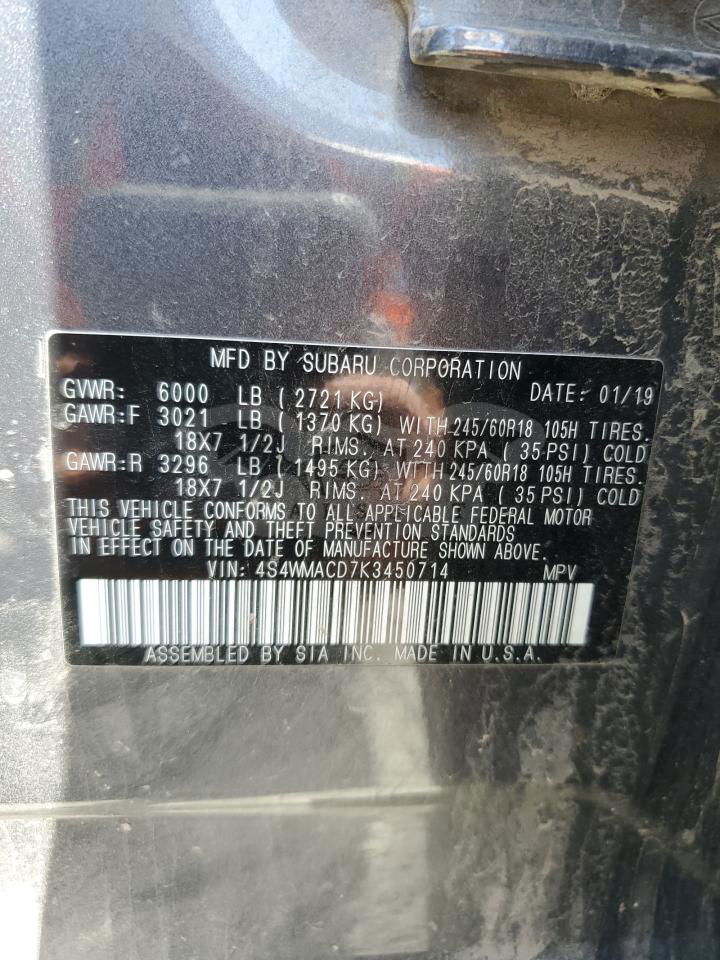 MFD BY SUBARU CORPORATION
GVWR: 6000 LB ( 2721 KG) DATE: 01/19
GAWR:F 3021 LB ( 1370 KG) WITH 245/60R18 105H TIRES.
18X7 1/2J RIMS. AT 240 KPA ( 35 PSI) COLD
GAWR:R 3296 LB ( 1495 KG) WITH 245/60R18 105H TIRES.
18X7 1/2J RIMS. AT 240 KPA ( 35 PSI) COLD
THIS VEHICLE CONFORMS TO ALL APPLICABLE FEDERAL MOTOR
VEHICLE SAFETY AND THEFT PREVENTION STANDARDS
IN EFFECT ON THE DATE OF MANUFACTURE SHOWN ABOVE.
VIN: 4S4WMACD7K3450714 MPV
ASSEMBLED BY SIA INC. MADE IN U.S.A.